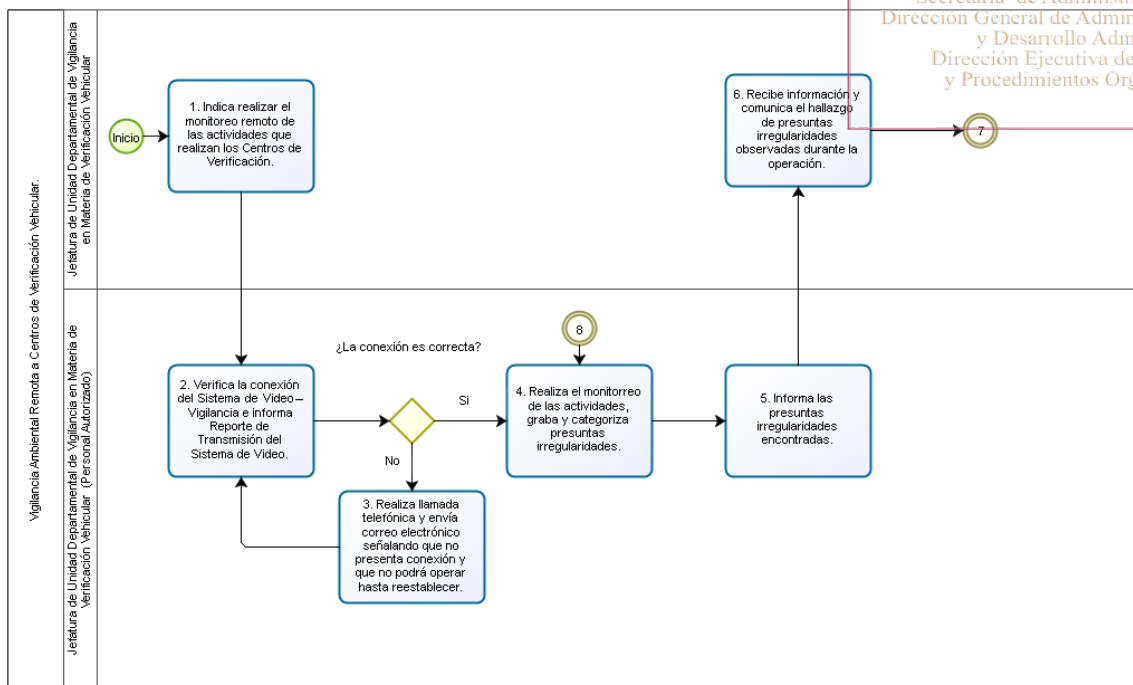 Secretaría de Administ
Dirección General de Admin
y Desarrollo Adm
Dirección Ejecutiva de
y Procedimientos Org
Vigilancia Ambiental Remota a Centros de Verificación Vehicular.
Jefatura de Unidad Departamental de Vigilancia
en Materia de Verificación Vehicular
Inicio
1. Indica realizar el
monitoreo remoto de
las actividades que
realizan los Centros de
Verificación.
6. Recibe información y
comunica el hallazgo
de presuntas
irregularidades
observadas durante la
operación.
7
Jefatura de Unidad Departamental de Vigilancia en Materia de
Verificación Vehicular (Personal Autorizado)
2. Verifica la conexión
del Sistema de Video–
Vigilancia e informa
Reporte de
Transmisión del
Sistema de Video.
¿La conexión es correcta?
Si
No
3. Realiza llamada
telefónica y envía
correo electrónico
señalando que no
presenta conexión y
que no podrá operar
hasta reestablecer.
8
4. Realiza el monitorreo
de las actividades,
graba y categoriza
presuntas
irregularidades.
5. Informa las
presuntas
irregularidades
encontradas.